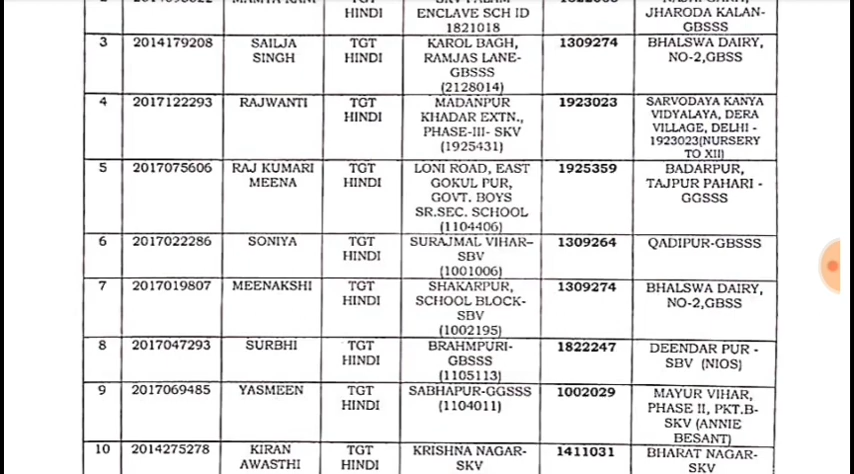 HINDI ENCLAVE SCH ID JHARODA KALAN-
1821018 GBSSS
3 2014179208 SAILJA TGT KAROL BAGH, 1309274 BHALSWA DAIRY,
SINGH HINDI RAMJAS LANE- NO-2,GBSS
GBSSS
(2128014)
4 2017122293 RAJWANTI TGT MADANPUR 1923023 SARVODAYA KANYA
HINDI KHADAR EXTN., VIDYALAYA, DERA
PHASE-III- SKV VILLAGE, DELHI -
(1925431) 1923023(NURSERY
TO XII)
5 2017075606 RAJ KUMARI TGT LONI ROAD, EAST 1925359 BADARPUR,
MEENA HINDI GOKUL PUR, TAJPUR PAHARI -
GOVT. BOYS GGSSS
SR.SEC. SCHOOL
(1104406)
6 2017022286 SONIYA TGT SURAJMAL VIHAR- 1309264 QADIPUR-GBSSS
HINDI SBV
(1001006)
7 2017019807 MEENAKSHI TGT SHAKARPUR, 1309274 BHALSWA DAIRY,
HINDI SCHOOL BLOCK- NO-2,GBSS
SBV
(1002195)
8 2017047293 SURBHI TGT BRAHMPURI- 1822247 DEENDAR PUR -
HINDI GBSSS SBV (NIOS)
(1105113)
9 2017069485 YASMEEN TGT SABHAPUR-GGSSS 1002029 MAYUR VIHAR,
HINDI (1104011) PHASE II, PKT.B-
SKV (ANNIE
BESANT)
10 2014275278 KIRAN TGT KRISHNA NAGAR- 1411031 BHARAT NAGAR-
AWASTHI HINDI SKV SKV